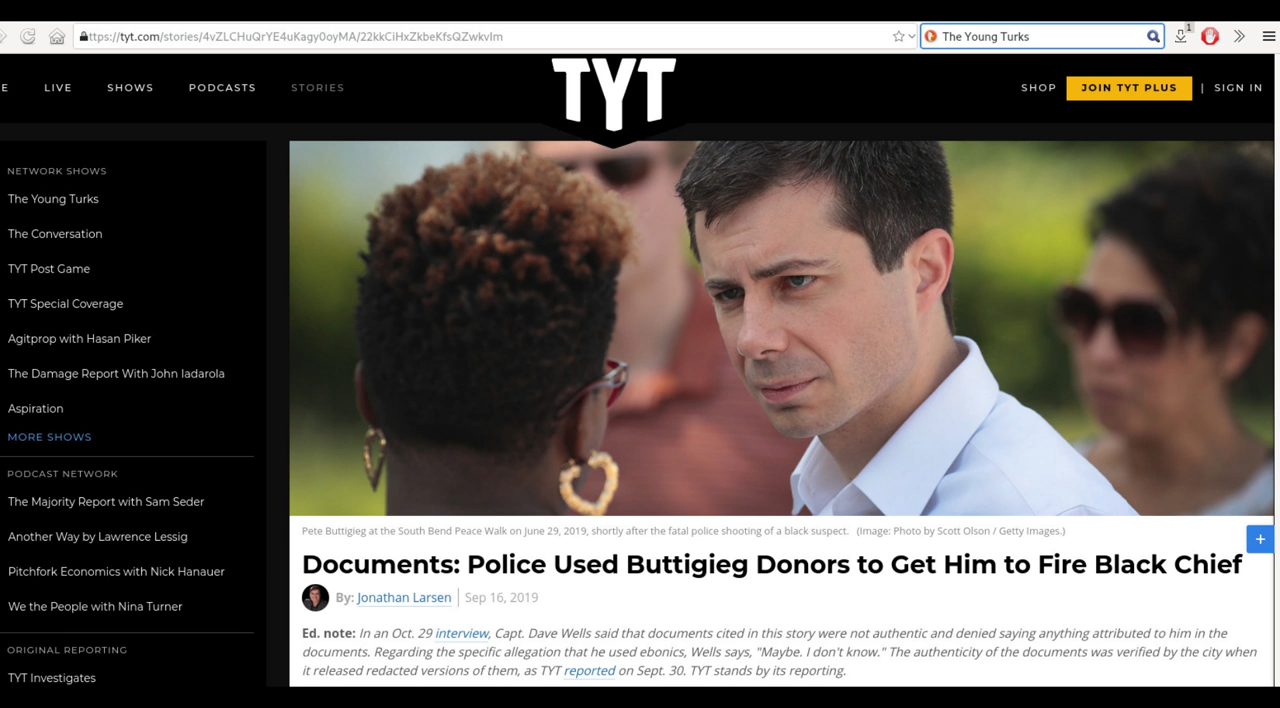 ttps://tyt.com/stories/4vZLCHuQrYE4uKagy0oyMA/22kkCiHxZkbeKfsQZwkvIm
The Young Turks
1
E LIVE SHOWS PODCASTS STORIES
TYT
SHOP JOIN TYT PLUS | SIGN IN
NETWORK SHOWS
The Young Turks
The Conversation
TYT Post Game
TYT Special Coverage
Agitprop with Hasan Piker
The Damage Report With John Iadarola
Aspiration
MORE SHOWS
PODCAST NETWORK
The Majority Report with Sam Seder
Another Way by Lawrence Lessig
Pitchfork Economics with Nick Hanauer
We the People with Nina Turner
ORIGINAL REPORTING
TYT Investigates
Pete Buttigieg at the South Bend Peace Walk on June 29, 2019, shortly after the fatal police shooting of a black suspect. (Image: Photo by Scott Olson / Getty Images.)
+
Documents: Police Used Buttigieg Donors to Get Him to Fire Black Chief
By: Jonathan Larsen | Sep 16, 2019
Ed. note: In an Oct. 29 interview, Capt. Dave Wells said that documents cited in this story were not authentic and denied saying anything attributed to him in the
documents. Regarding the specific allegation that he used ebonics, Wells says, "Maybe. I don't know." The authenticity of the documents was verified by the city when
it released redacted versions of them, as TYT reported on Sept. 30. TYT stands by its reporting.